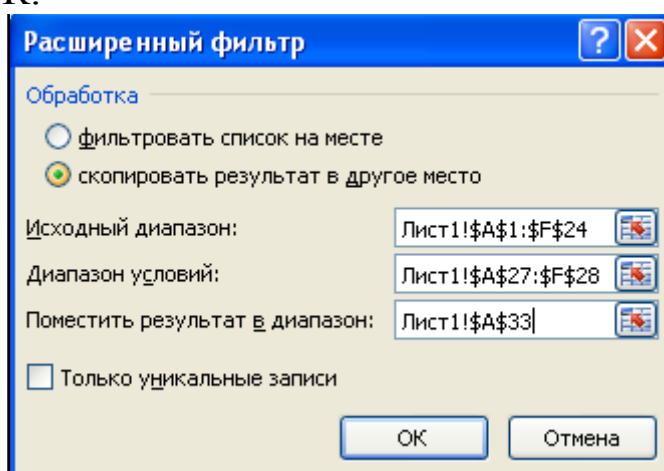 Расширенный фильтр
Обработка
фильтровать список на месте
скопировать результат в другое место
Исходный диапазон: Лист1!$A$1:$F$24
Диапазон условий: Лист1!$A$27:$F$28
Поместить результат в диапазон: Лист1!$A$33
Только уникальные записи
ОК Отмена